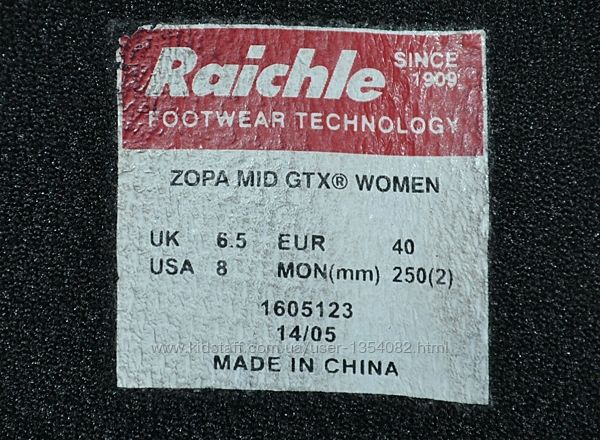 Raichle SINCE 1909
FOOTWEAR TECHNOLOGY
ZOPA MID GTX® WOMEN
UK 6.5 EUR 40
USA 8 MON(mm) 250(2)
1605123
14/05
www.kidstaff.com.ua/user-1354082.html
MADE IN CHINA